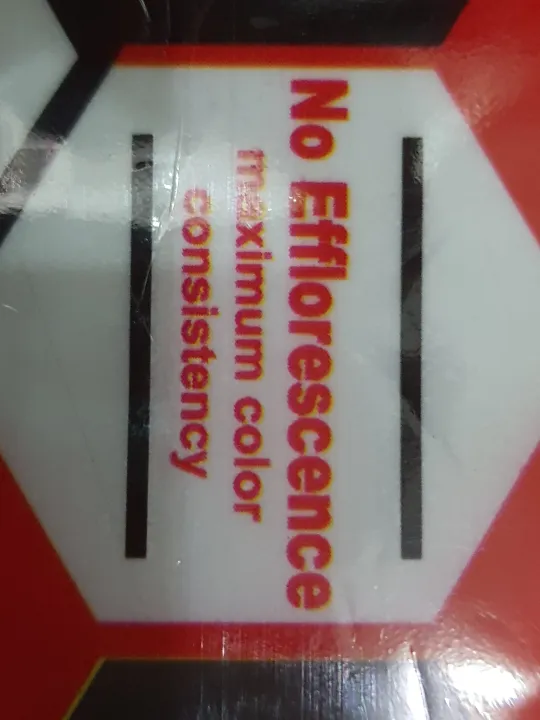 No Efflorescence
maximum color
consistency